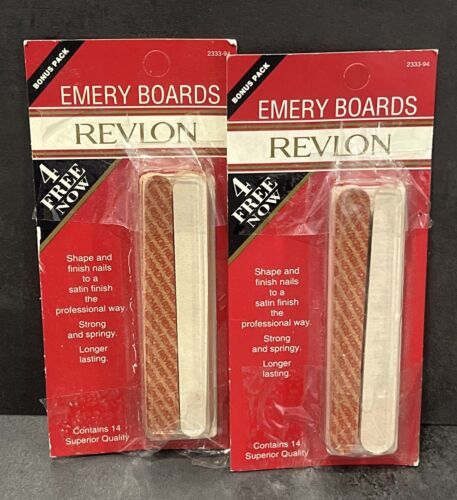 BONUS PACK
2333-94
EMERY BOARDS
REVLON
4
FREE
NOW
Shape and
finish nails
to a
satin finish
the
professional way.
Strong
and springy.
Longer
lasting.
Contains 14
Superior Quality
BONUS PACK
2333-94
EMERY BOARDS
REVLON
4
FREE
NOW
Shape and
finish nails
to a
satin finish
the
professional way.
Strong
and springy.
Longer
lasting.
Contains 14
Superior Quality